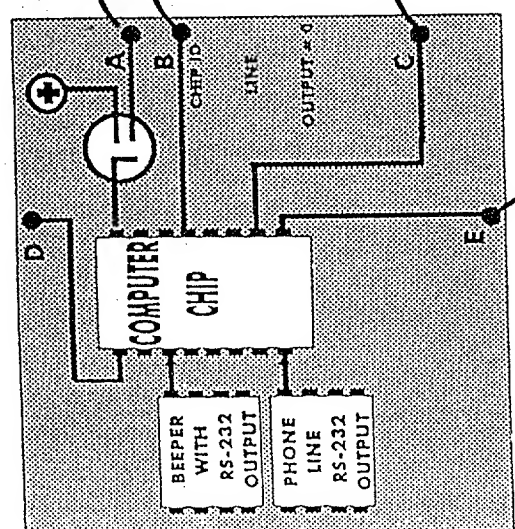 A
B
C
D
E
CHIP ID
LINE
OUTPUT = 0
COMPUTER
CHIP
BEEPER
WITH
RS-232
OUTPUT
PHONE
LINE
RS-232
OUTPUT